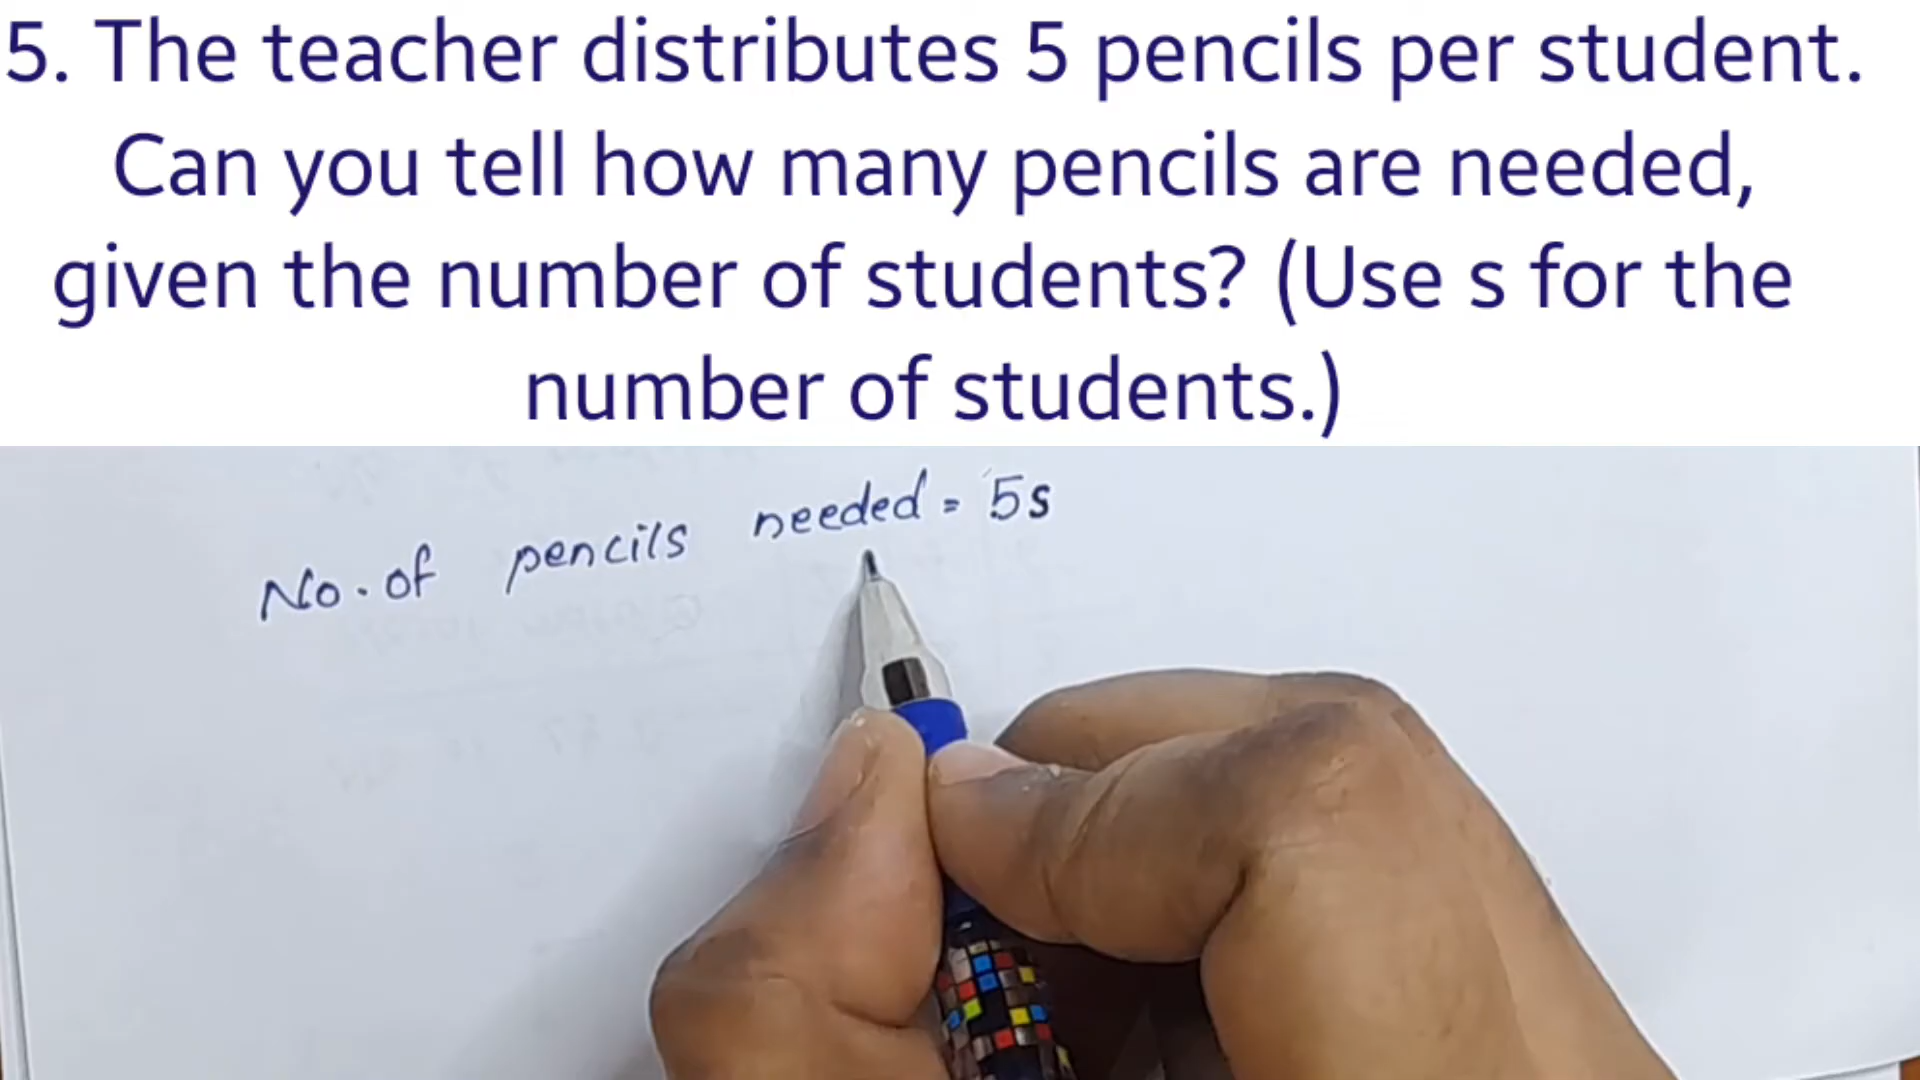 5. The teacher distributes 5 pencils per student.
Can you tell how many pencils are needed,
given the number of students? (Use s for the
number of students.)
No. of pencils needed = 5s